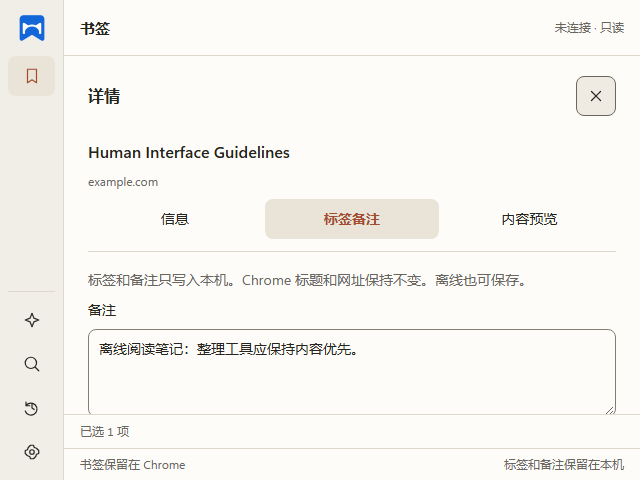 书签
未连接 · 只读
详情
Human Interface Guidelines
example.com
信息
标签备注
内容预览
标签和备注只写入本机。Chrome 标题和网址保持不变。离线也可保存。
备注
离线阅读笔记：整理工具应保持内容优先。
已选 1 项
书签保留在 Chrome
标签和备注保留在本机